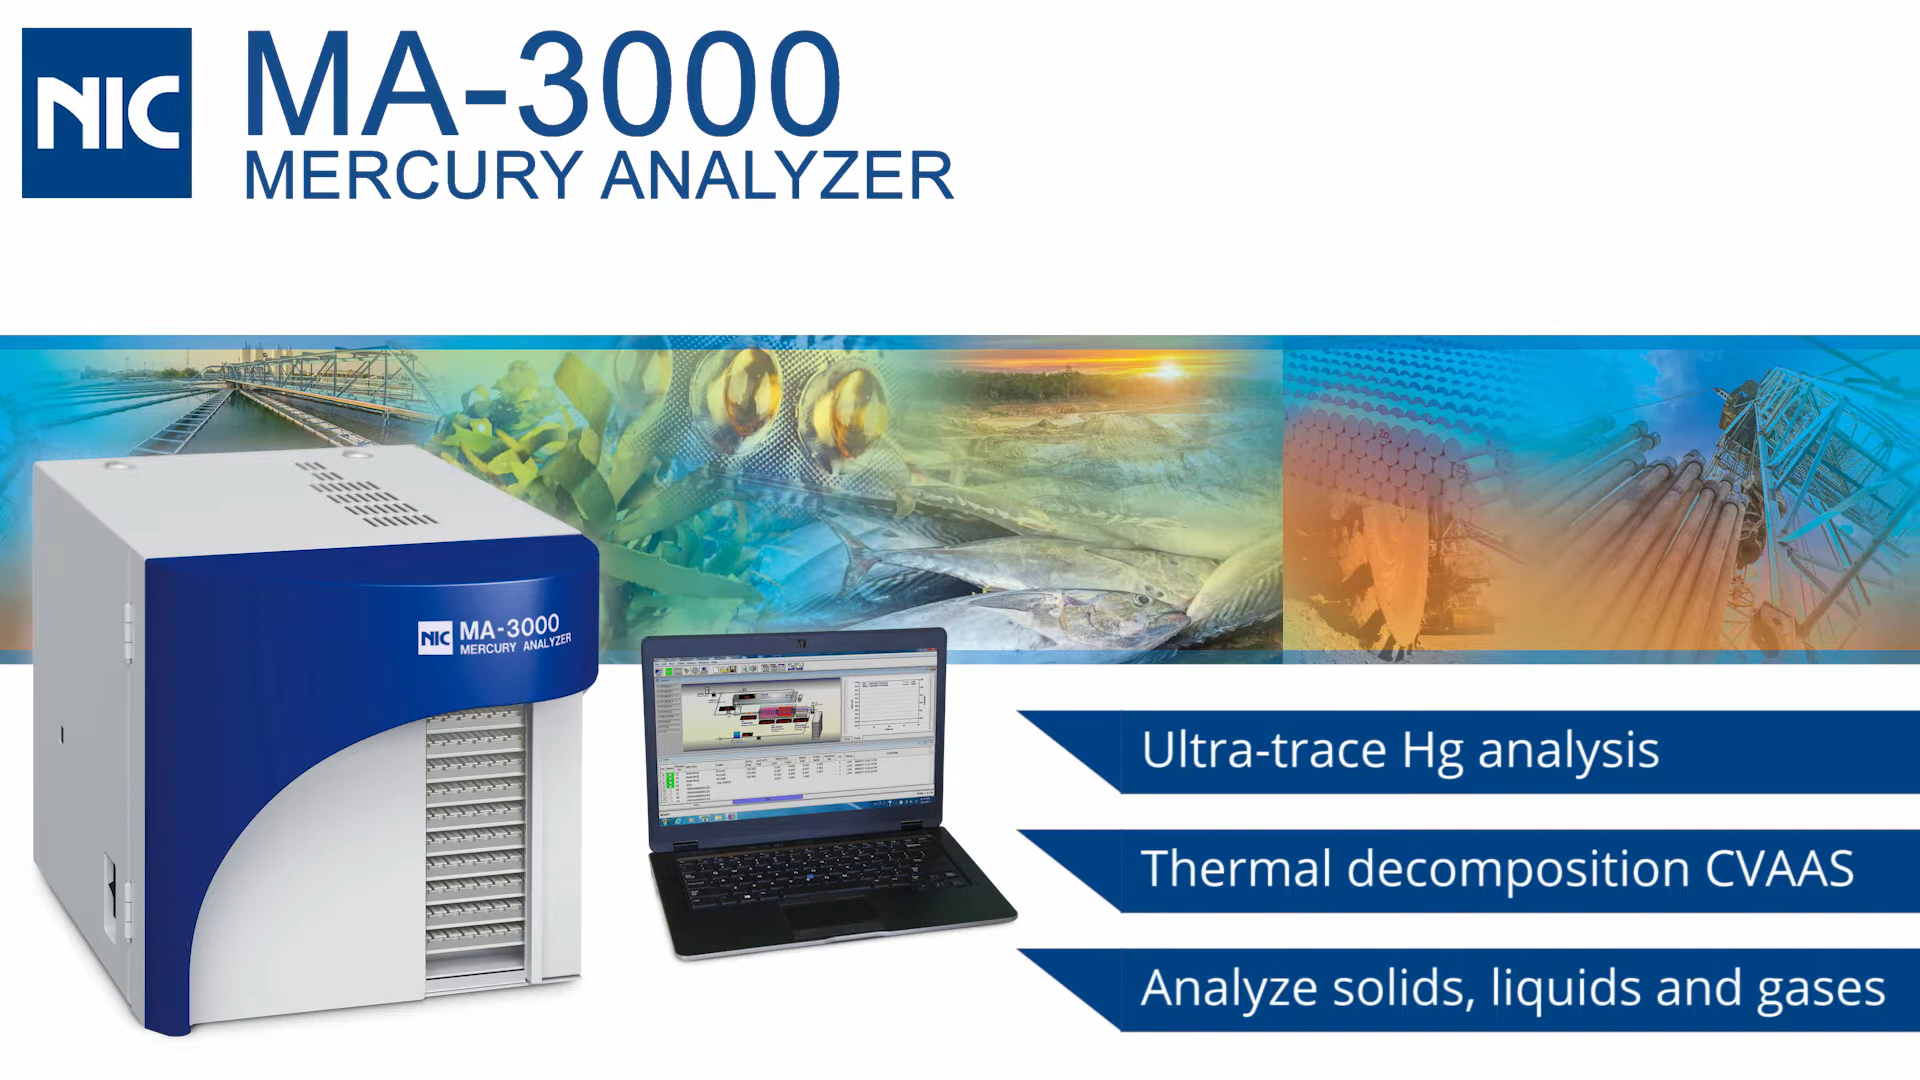 NIC
MA-3000
MERCURY ANALYZER
NIC MA-3000
MERCURY ANALYZER
Ultra-trace Hg analysis
Thermal decomposition CVAAS
Analyze solids, liquids and gases